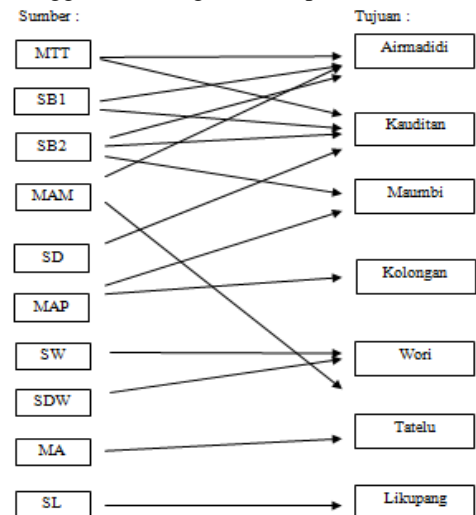 Sumber :
Tujuan :
MTT
Airmadidi
SB1
Kauditan
SB2
Maumbi
MAM
SD
Kolongan
MAP
SW
Wori
SDW
Tatelu
MA
SL
Likupang